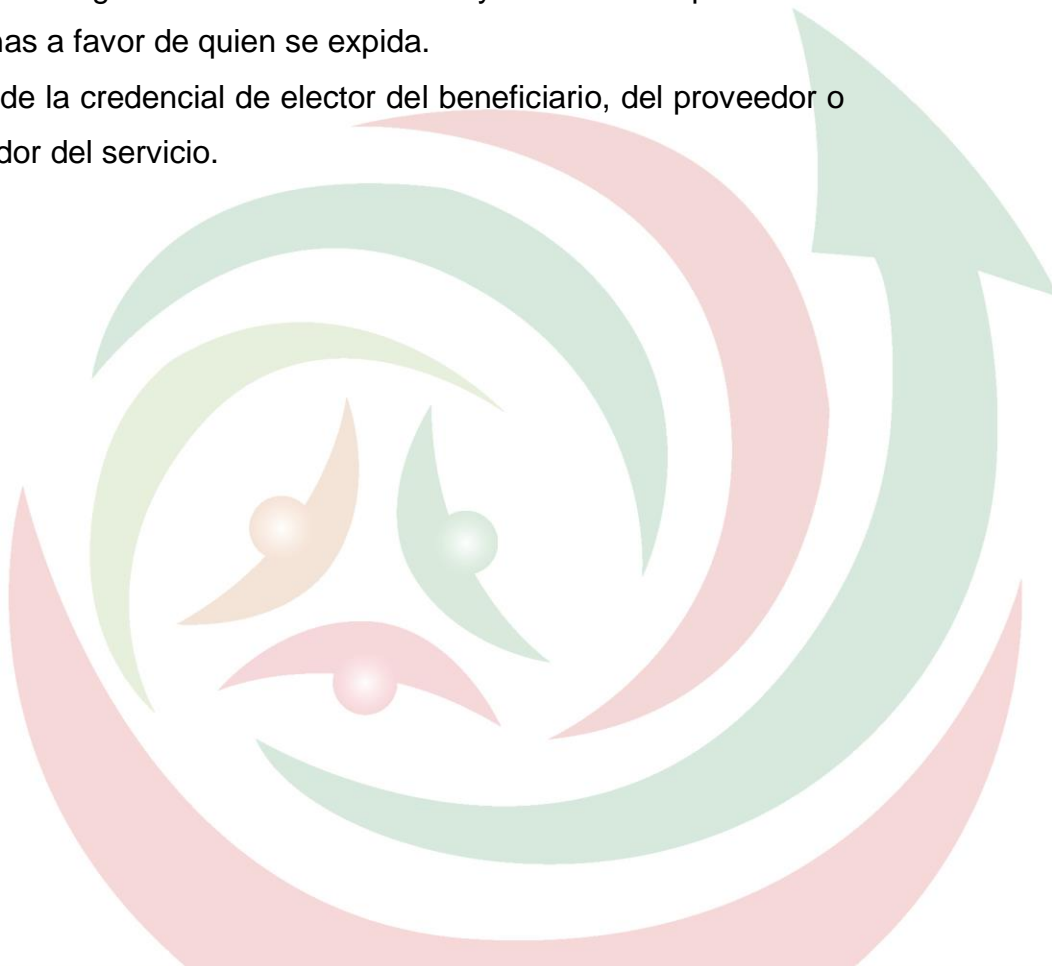 nas a favor de quien se expida.
de la credencial de elector del beneficiario, del proveedor o
dor del servicio.